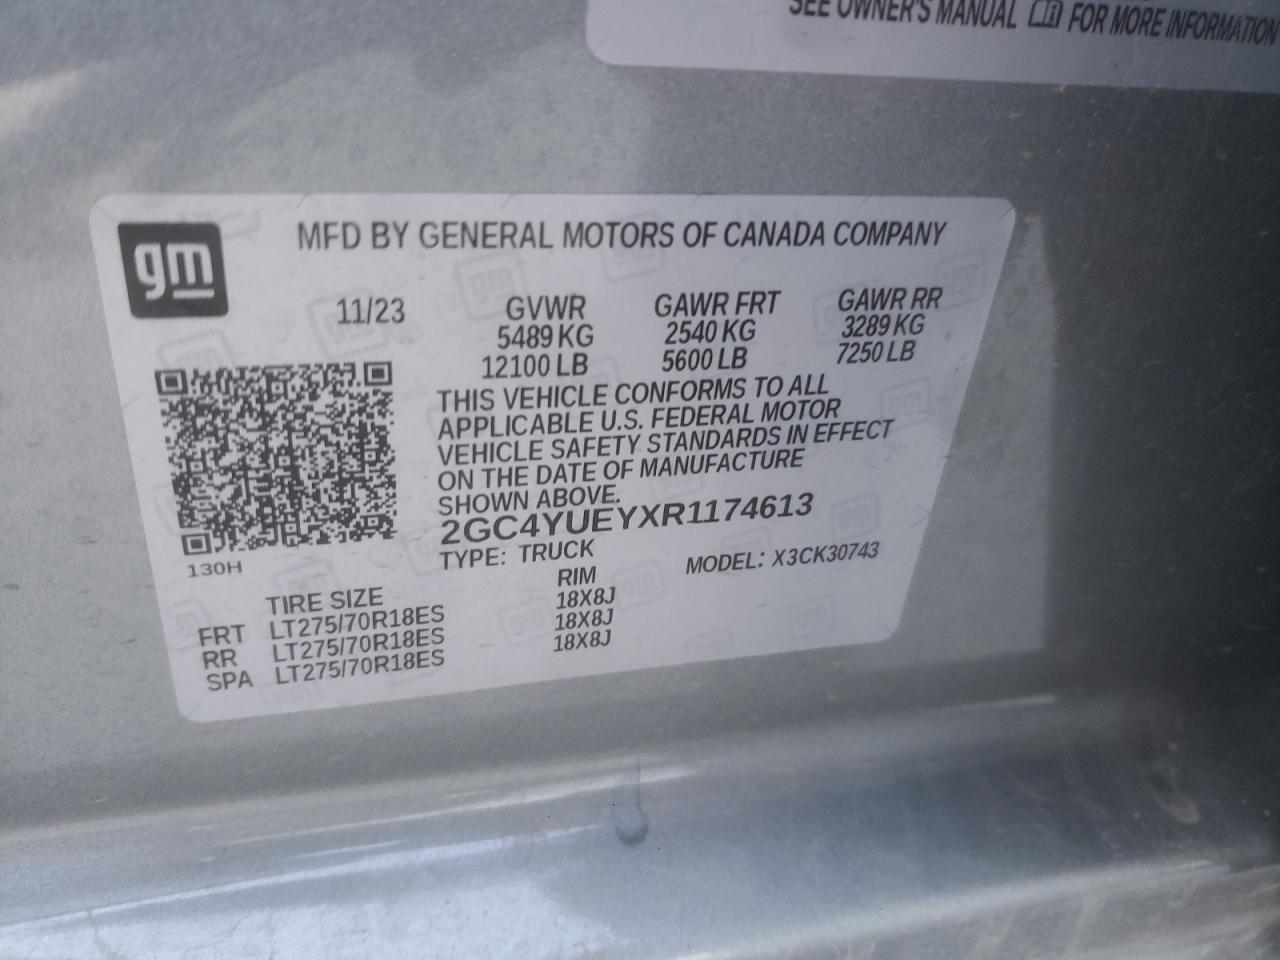 SEE OWNER'S MANUAL FOR MORE INFORMATION
gm
MFD BY GENERAL MOTORS OF CANADA COMPANY
11/23 GVWR GAWR FRT GAWR RR
5489 KG 2540 KG 3289 KG
12100 LB 5600 LB 7250 LB
THIS VEHICLE CONFORMS TO ALL
APPLICABLE U.S. FEDERAL MOTOR
VEHICLE SAFETY STANDARDS IN EFFECT
ON THE DATE OF MANUFACTURE
SHOWN ABOVE.
2GC4YUEYXR1174613
TYPE: TRUCK MODEL: X3CK30743
130H
TIRE SIZE RIM
FRT LT275/70R18ES 18X8J
RR LT275/70R18ES 18X8J
SPA LT275/70R18ES 18X8J